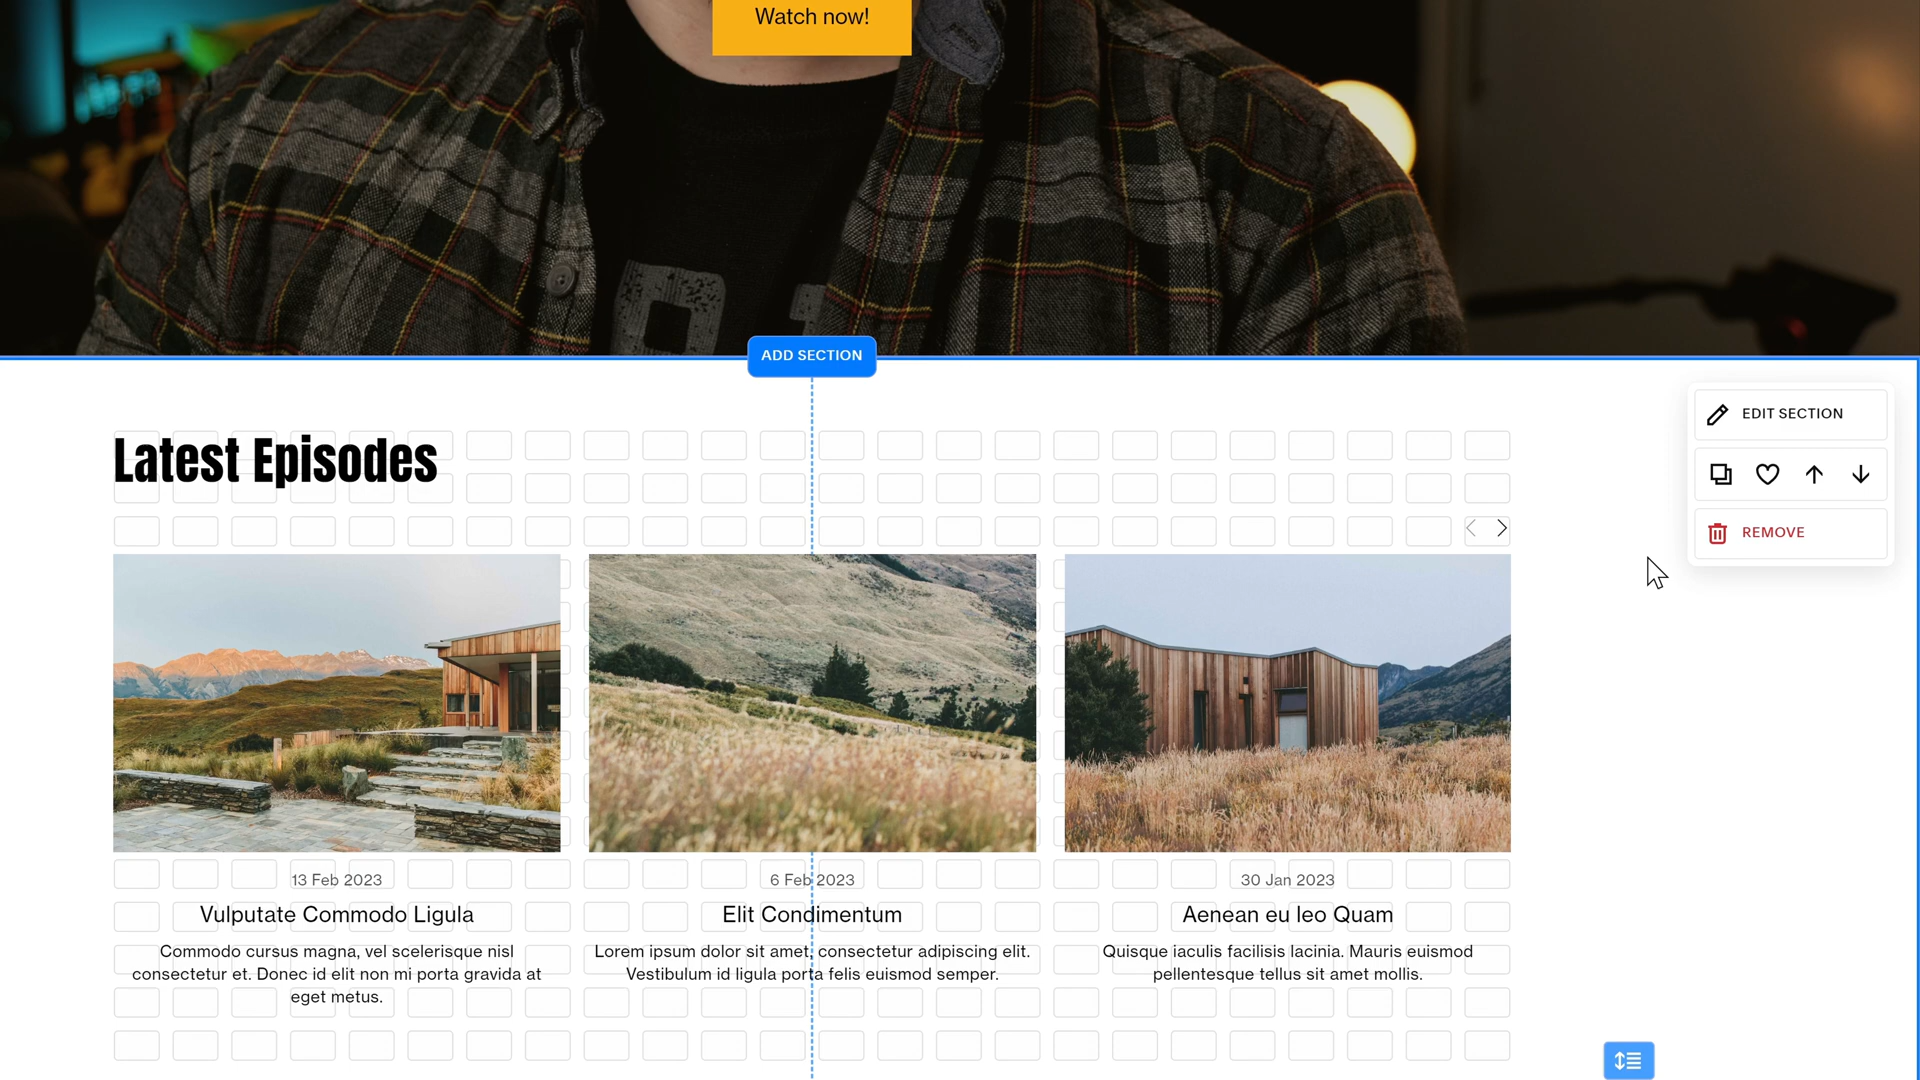 Watch now!
ADD SECTION
EDIT SECTION
Latest Episodes
REMOVE
13 Feb 2023
Vulputate Commodo Ligula
Commodo cursus magna, vel scelerisque nisl
consectetur et. Donec id elit non mi porta gravida at
eget metus.
6 Feb 2023
Elit Condimentum
Lorem ipsum dolor sit amet, consectetur adipiscing elit.
Vestibulum id ligula porta felis euismod semper.
30 Jan 2023
Aenean eu leo Quam
Quisque iaculis facilisis lacinia. Mauris euismod
pellentesque tellus sit amet mollis.